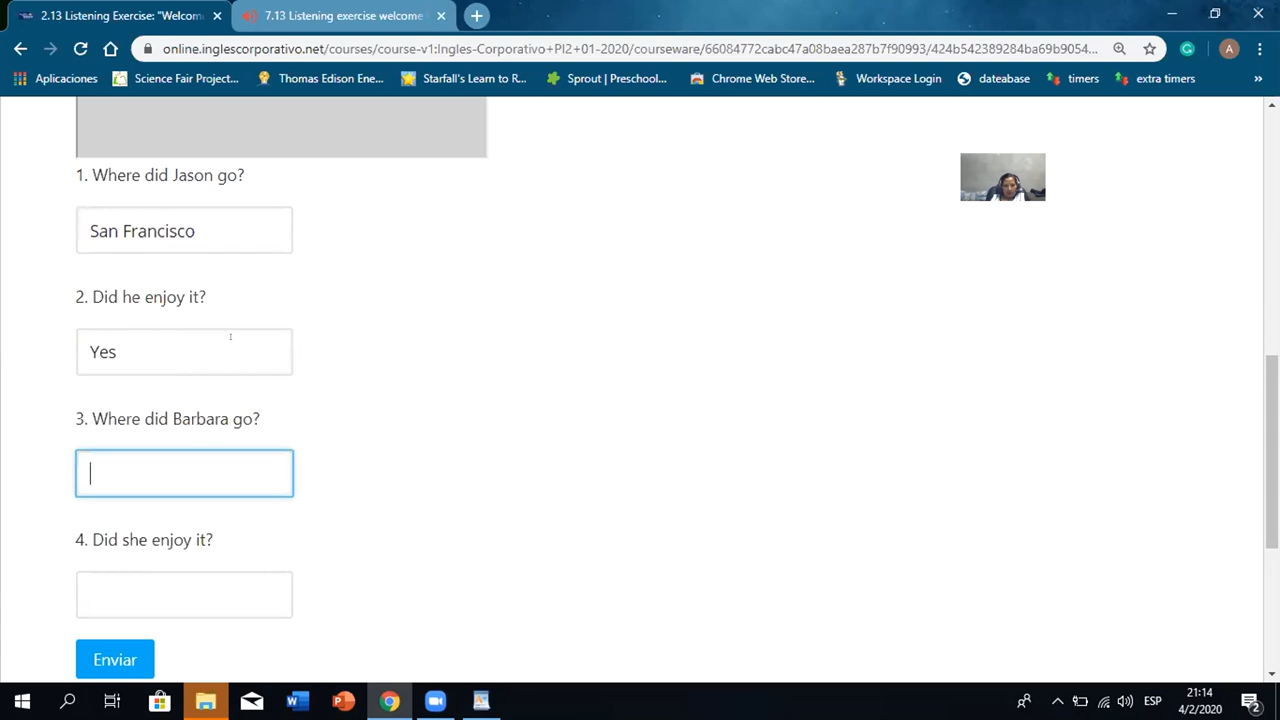 2.13 Listening Exercise: "Welcom
7.13 Listening exercise welcome
online.inglescorporativo.net/courses/course-v1:Ingles-Corporativo+PI2+01-2020/courseware/66084772cabc47a08baea287b7f90993/424b542389284ba69b9054...
A
Aplicaciones
Science Fair Project...
Thomas Edison Ene...
Starfall's Learn to R...
Sprout | Preschool...
Chrome Web Store...
Workspace Login
dateabase
timers
extra timers
»
1. Where did Jason go?
San Francisco
2. Did he enjoy it?
Yes
3. Where did Barbara go?
4. Did she enjoy it?
Enviar
ESP
21:14
4/2/2020
2